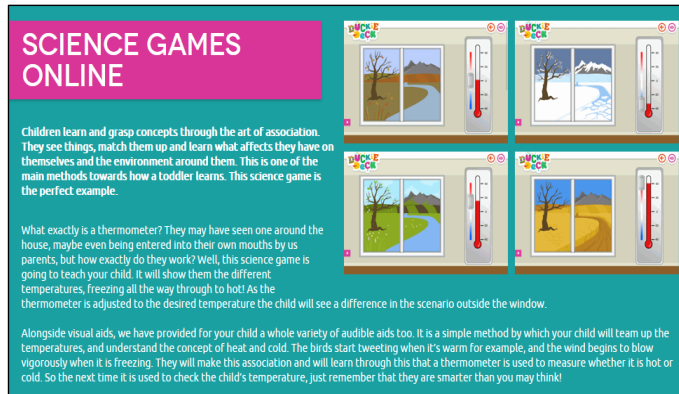 SCIENCE GAMES
ONLINE
DUCKIE
DECK
DUCKIE
DECK
DUCKIE
DECK
DUCKIE
DECK
Children learn and grasp concepts through the art of association.
They see things, match them up and learn what affects they have on
themselves and the environment around them. This is one of the
main methods towards how a toddler learns. This science game is
the perfect example.
What exactly is a thermometer? They may have seen one around the
house, maybe even being entered into their own mouths by us
parents, but how exactly do they work? Well, this science game is
going to teach your child. It will show them the different
temperatures, freezing all the way through to hot! As the
thermometer is adjusted to the desired temperature the child will see a difference in the scenario outside the window.
Alongside visual aids, we have provided for your child a whole variety of audible aids too. It is a simple method by which your child will team up the
temperatures, and understand the concept of heat and cold. The birds start tweeting when it's warm for example, and the wind begins to blow
vigorously when it is freezing. They will make this association and will learn through this that a thermometer is used to measure whether it is hot or
cold. So the next time it is used to check the child's temperature, just remember that they are smarter than you may think!